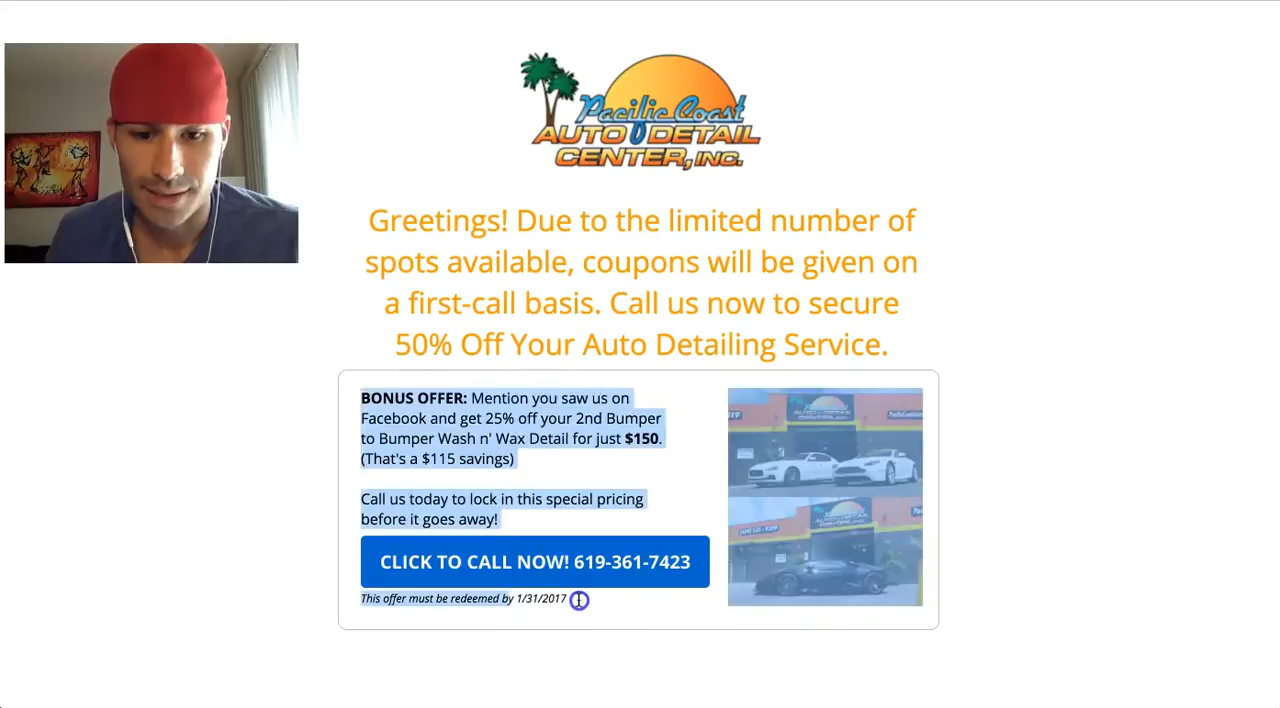 Pacific Coast
AUTO DETAIL
CENTER, INC.
Greetings! Due to the limited number of
spots available, coupons will be given on
a first-call basis. Call us now to secure
50% Off Your Auto Detailing Service.
BONUS OFFER: Mention you saw us on
Facebook and get 25% off your 2nd Bumper
to Bumper Wash n' Wax Detail for just $150.
(That's a $115 savings)
Call us today to lock in this special pricing
before it goes away!
CLICK TO CALL NOW! 619-361-7423
This offer must be redeemed by 1/31/2017